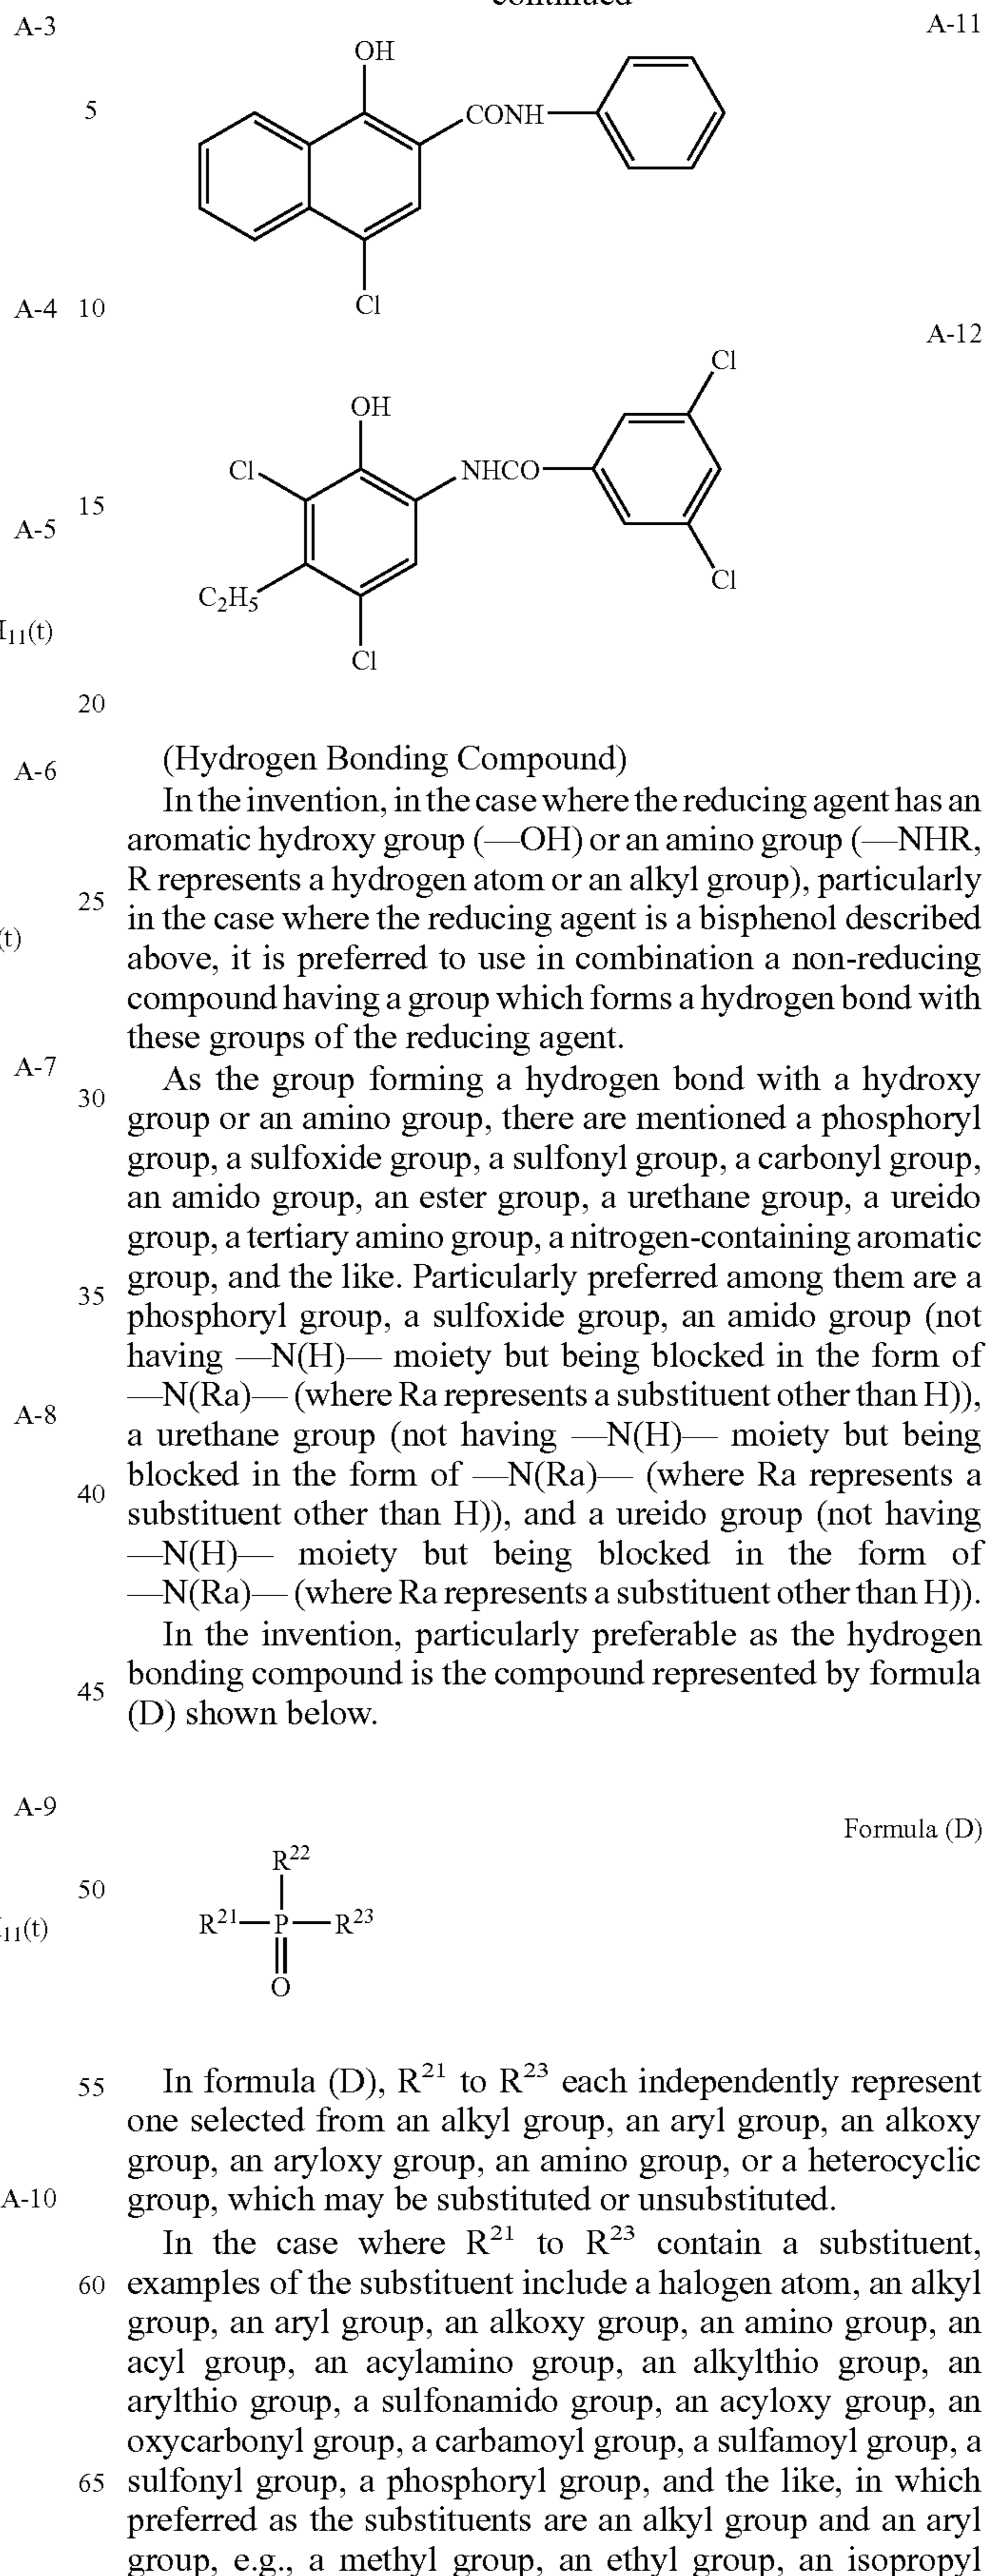 A-3
A-11
OH
5
CONH
Cl
A-4 10
A-12
Cl
OH
Cl
NHCO
15
A-5
Cl
C2H5
11(t)
Cl
20
(Hydrogen Bonding Compound)
A-6
In the invention, in the case where the reducing agent has an
aromatic hydroxy group (—OH) or an amino group (—NHR,
R represents a hydrogen atom or an alkyl group), particularly
25
in the case where the reducing agent is a bisphenol described
(t)
above, it is preferred to use in combination a non-reducing
compound having a group which forms a hydrogen bond with
these groups of the reducing agent.
A-7
As the group forming a hydrogen bond with a hydroxy
30
group or an amino group, there are mentioned a phosphoryl
group, a sulfoxide group, a sulfonyl group, a carbonyl group,
an amido group, an ester group, a urethane group, a ureido
group, a tertiary amino group, a nitrogen-containing aromatic
group, and the like. Particularly preferred among them are a
35
phosphoryl group, a sulfoxide group, an amido group (not
having —N(H)— moiety but being blocked in the form of
—N(Ra)— (where Ra represents a substituent other than H)),
A-8
a urethane group (not having —N(H)— moiety but being
blocked in the form of —N(Ra)— (where Ra represents a
40
substituent other than H)), and a ureido group (not having
—N(H)— moiety but being blocked in the form of
—N(Ra)— (where Ra represents a substituent other than H)).
In the invention, particularly preferable as the hydrogen
bonding compound is the compound represented by formula
45
(D) shown below.
A-9
Formula (D)
R22
50
R21—P—R23
11(t)
O
55 In formula (D), R21 to R23 each independently represent
one selected from an alkyl group, an aryl group, an alkoxy
group, an aryloxy group, an amino group, or a heterocyclic
A-10
group, which may be substituted or unsubstituted.
In the case where R21 to R23 contain a substituent,
60 examples of the substituent include a halogen atom, an alkyl
group, an aryl group, an alkoxy group, an amino group, an
acyl group, an acylamino group, an alkylthio group, an
arylthio group, a sulfonamido group, an acyloxy group, an
oxycarbonyl group, a carbamoyl group, a sulfamoyl group, a
65 sulfonyl group, a phosphoryl group, and the like, in which
preferred as the substituents are an alkyl group and an aryl
group, e.g., a methyl group, an ethyl group, an isopropyl